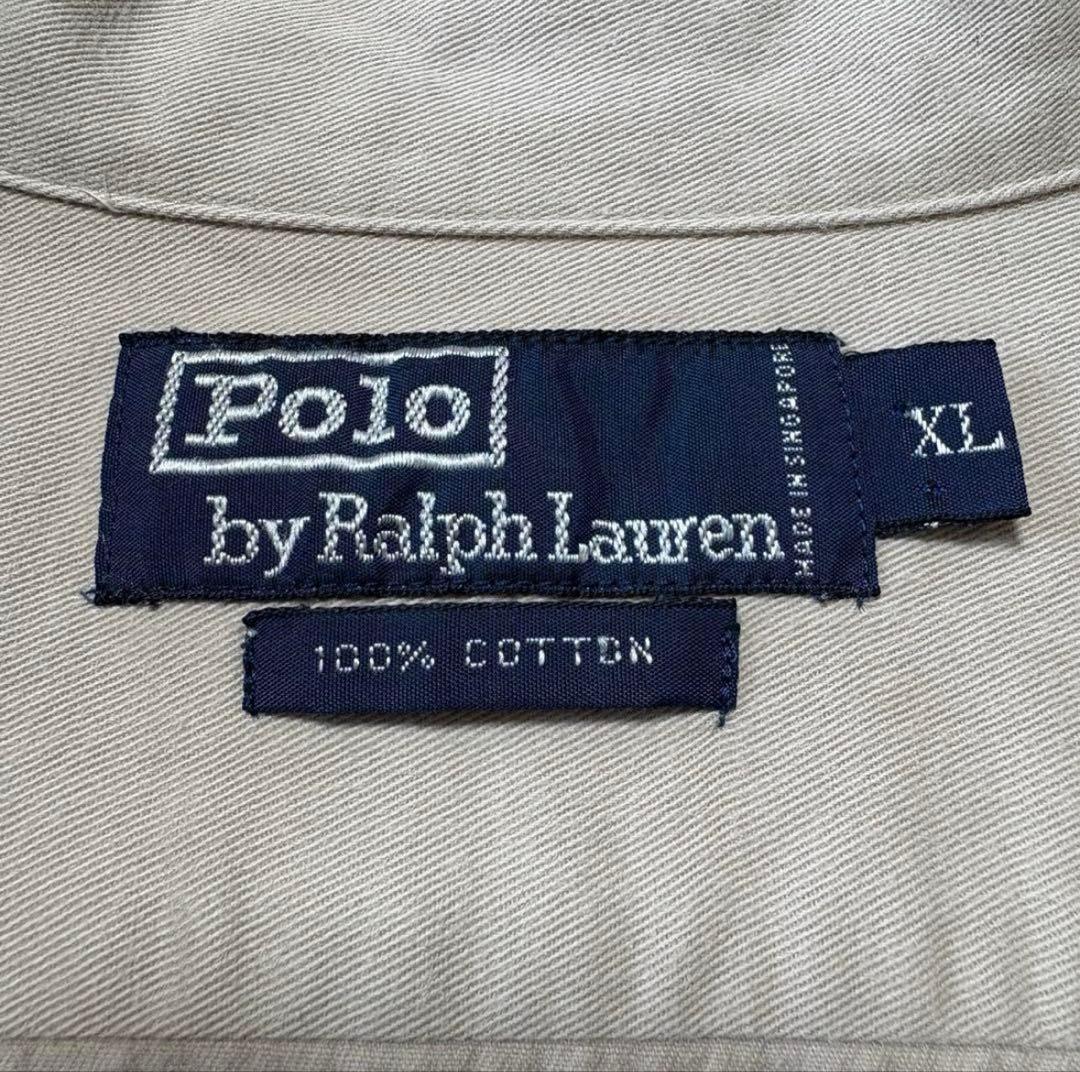 Polo
by Ralph Lauren
MADE IN SINGAPORE
XL
100% COTTON